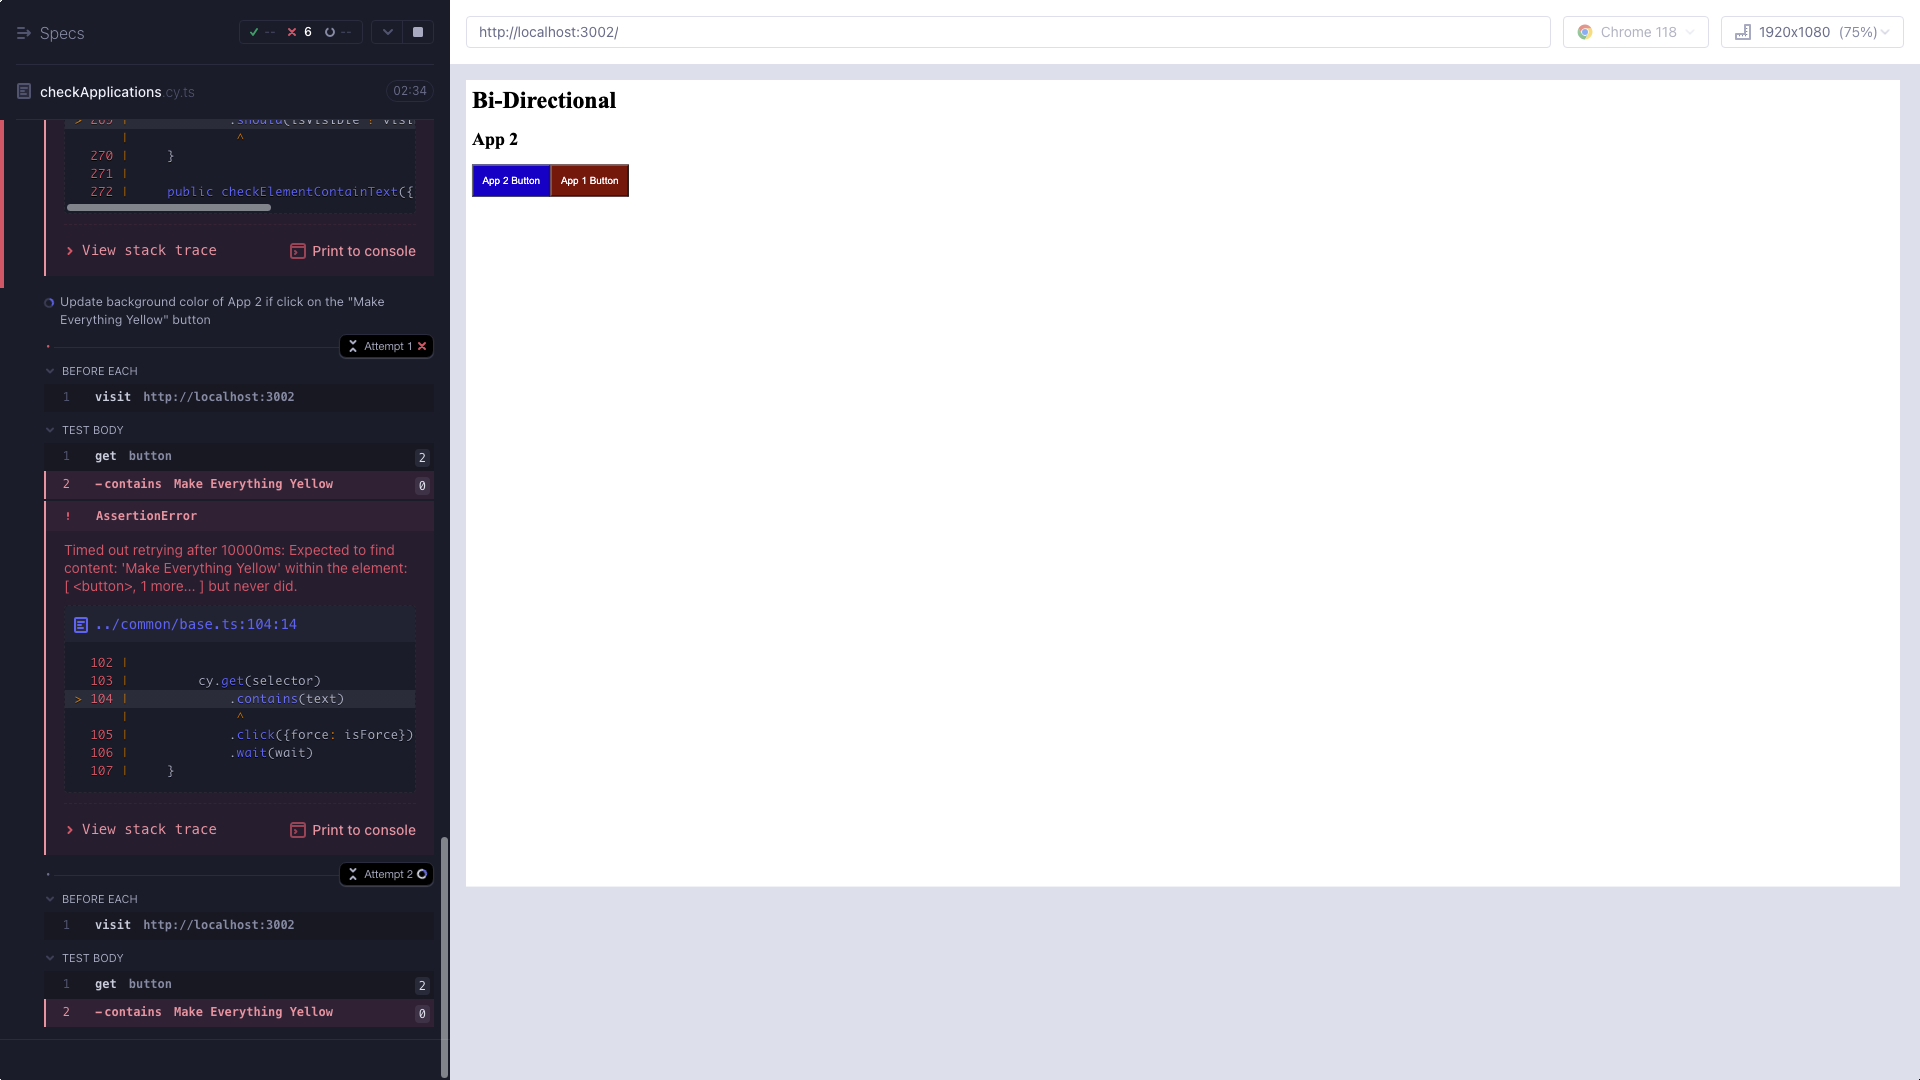 Specs
-- 6 --
checkApplications.cy.ts 02:34
> 269 | .should(isVisible ?
| ^
270 | }
271 |
272 | public checkElementContainText({
View stack trace Print to console
Update background color of App 2 if click on the "Make
Everything Yellow" button
Attempt 1
BEFORE EACH
1 visit http://localhost:3002
TEST BODY
1 get button 2
2 -contains Make Everything Yellow 0
! AssertionError
Timed out retrying after 10000ms: Expected to find
content: 'Make Everything Yellow' within the element:
[ <button>, 1 more... ] but never did.
../common/base.ts:104:14
102 |
103 | cy.get(selector)
> 104 | .contains(text)
| ^
105 | .click({force: isForce})
106 | .wait(wait)
107 | }
View stack trace Print to console
Attempt 2
BEFORE EACH
1 visit http://localhost:3002
TEST BODY
1 get button 2
2 -contains Make Everything Yellow 0
http://localhost:3002/
Chrome 118
1920x1080 (75%)
Bi-Directional
App 2
App 2 Button
App 1 Button